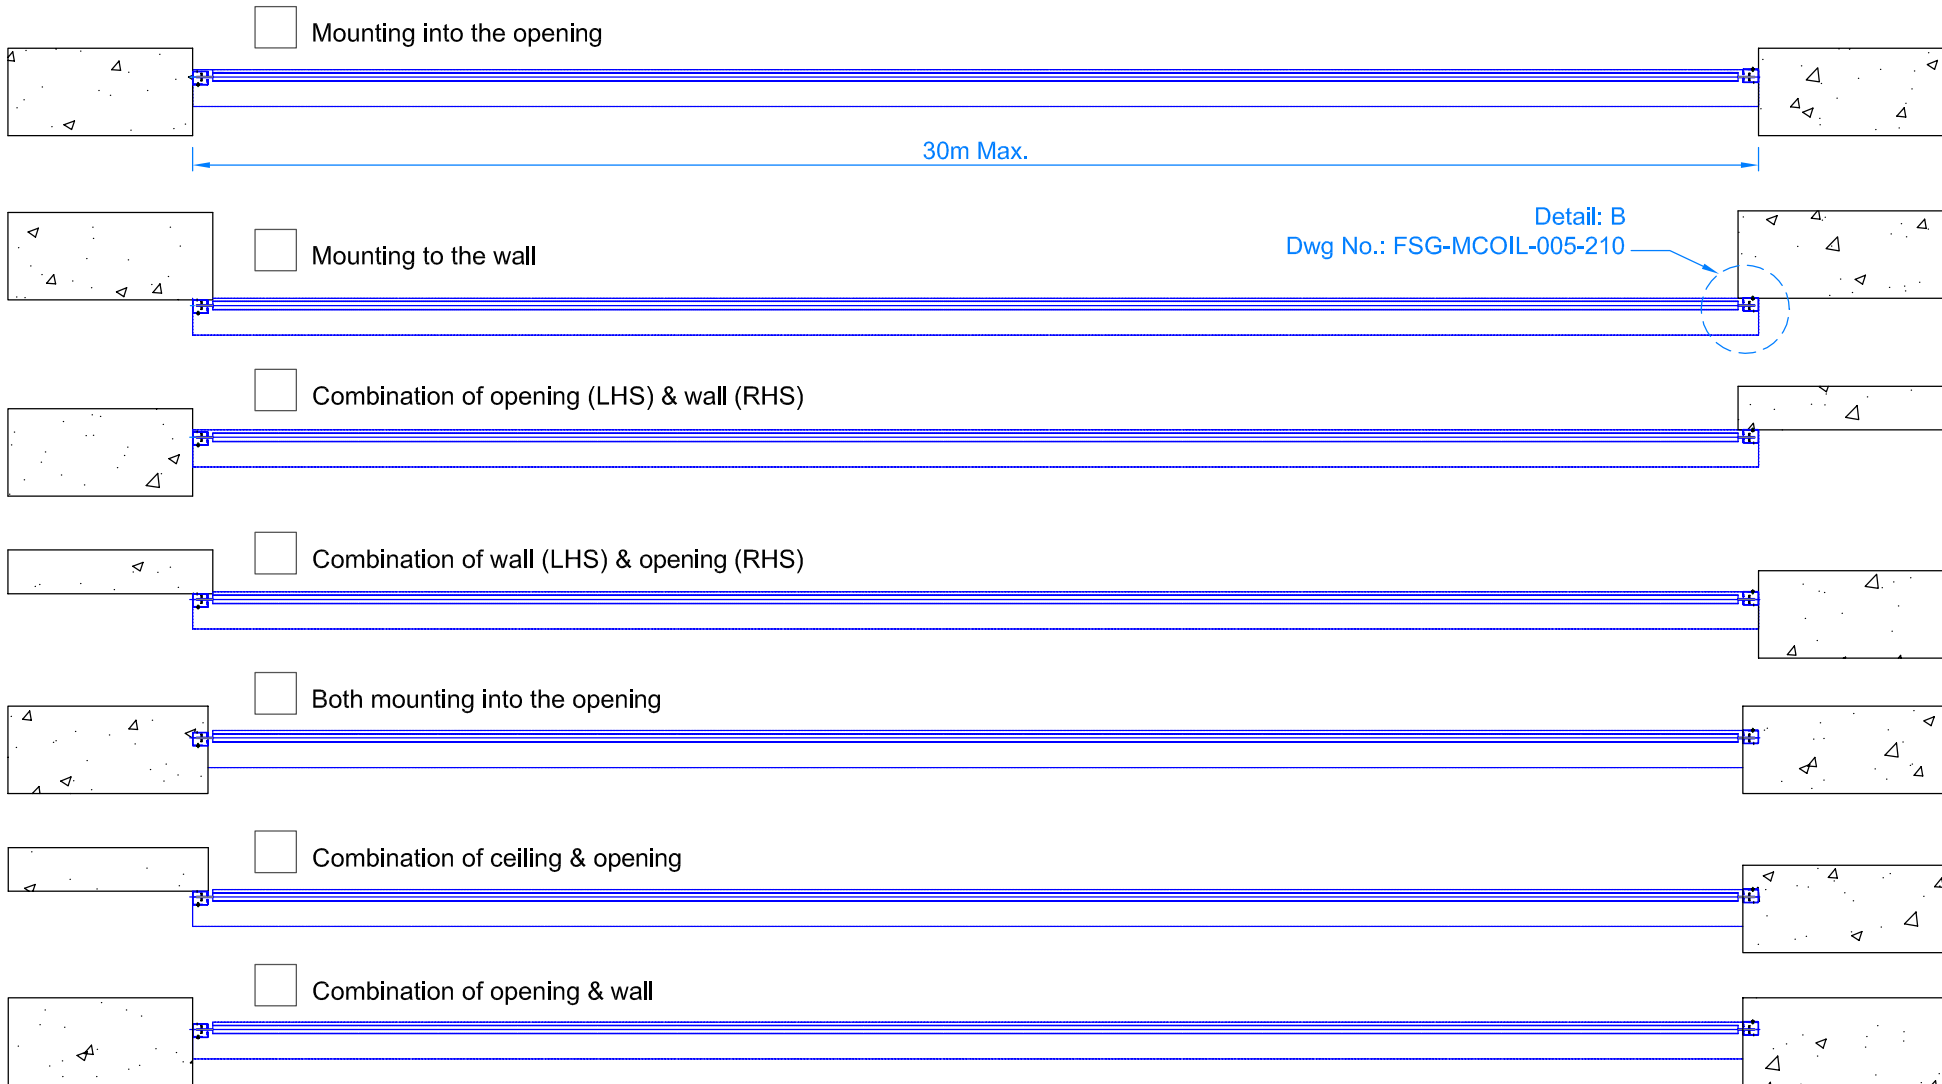 Mounting into the opening
30m Max.
Detail: B
Dwg No.: FSG-MCOIL-005-210
Mounting to the wall
Combination of opening (LHS) & wall (RHS)
Combination of wall (LHS) & opening (RHS)
Both mounting into the opening
Combination of ceiling & opening
Combination of opening & wall